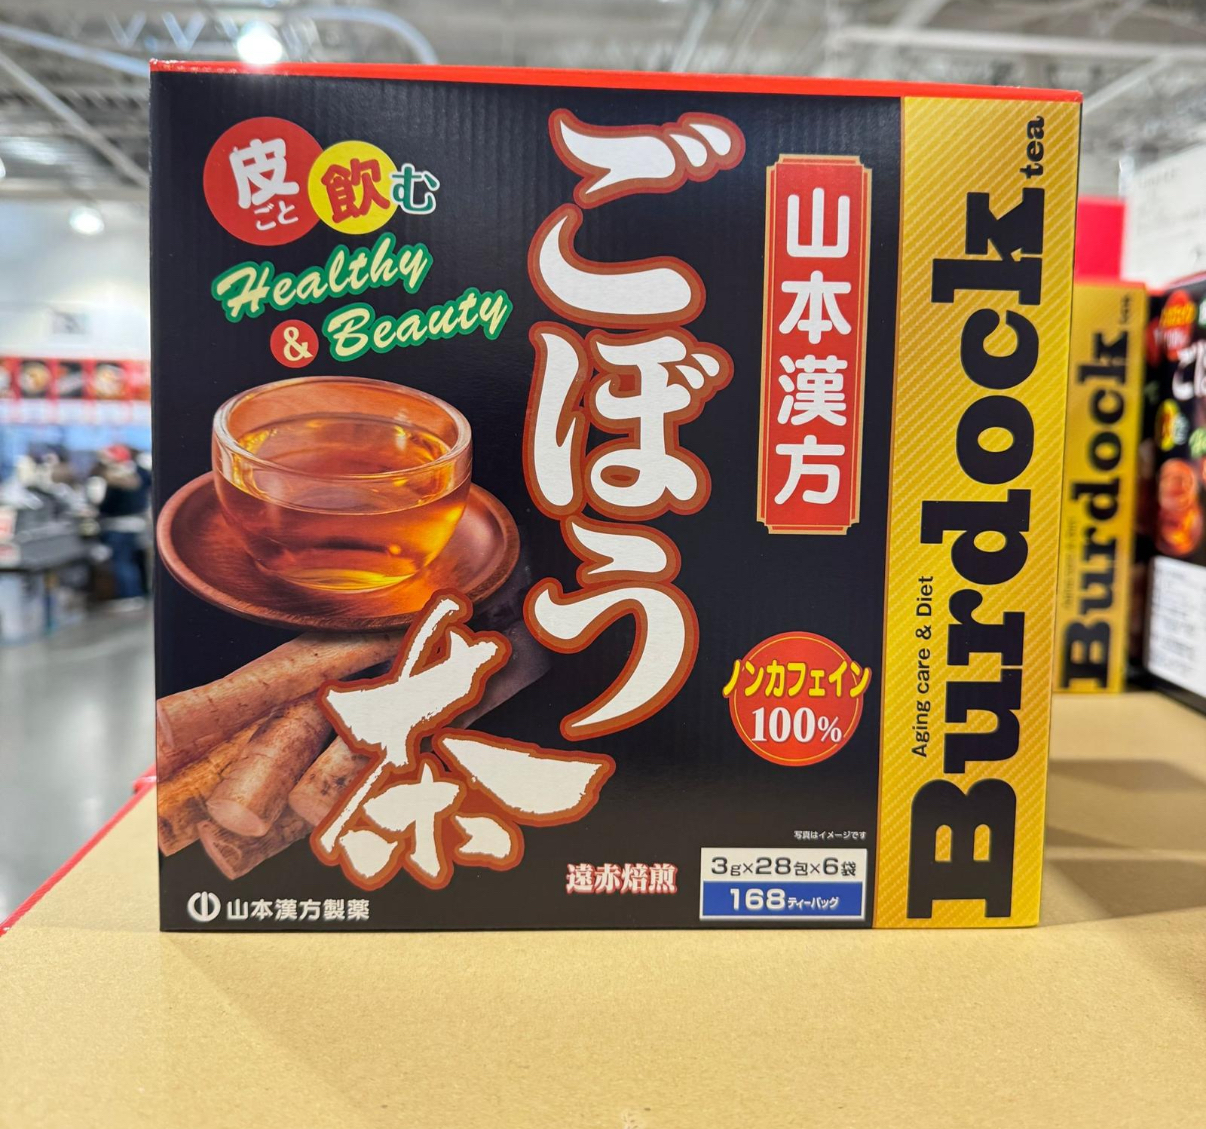 皮ごと飲む
Healthy
& Beauty
ごぼう茶
山本漢方
ノンカフェイン
100%
写真はイメージです
遠赤焙煎
3g×28包×6袋
168ティーバッグ
山本漢方製薬
Aging care & Diet
Burdock tea
Burdock